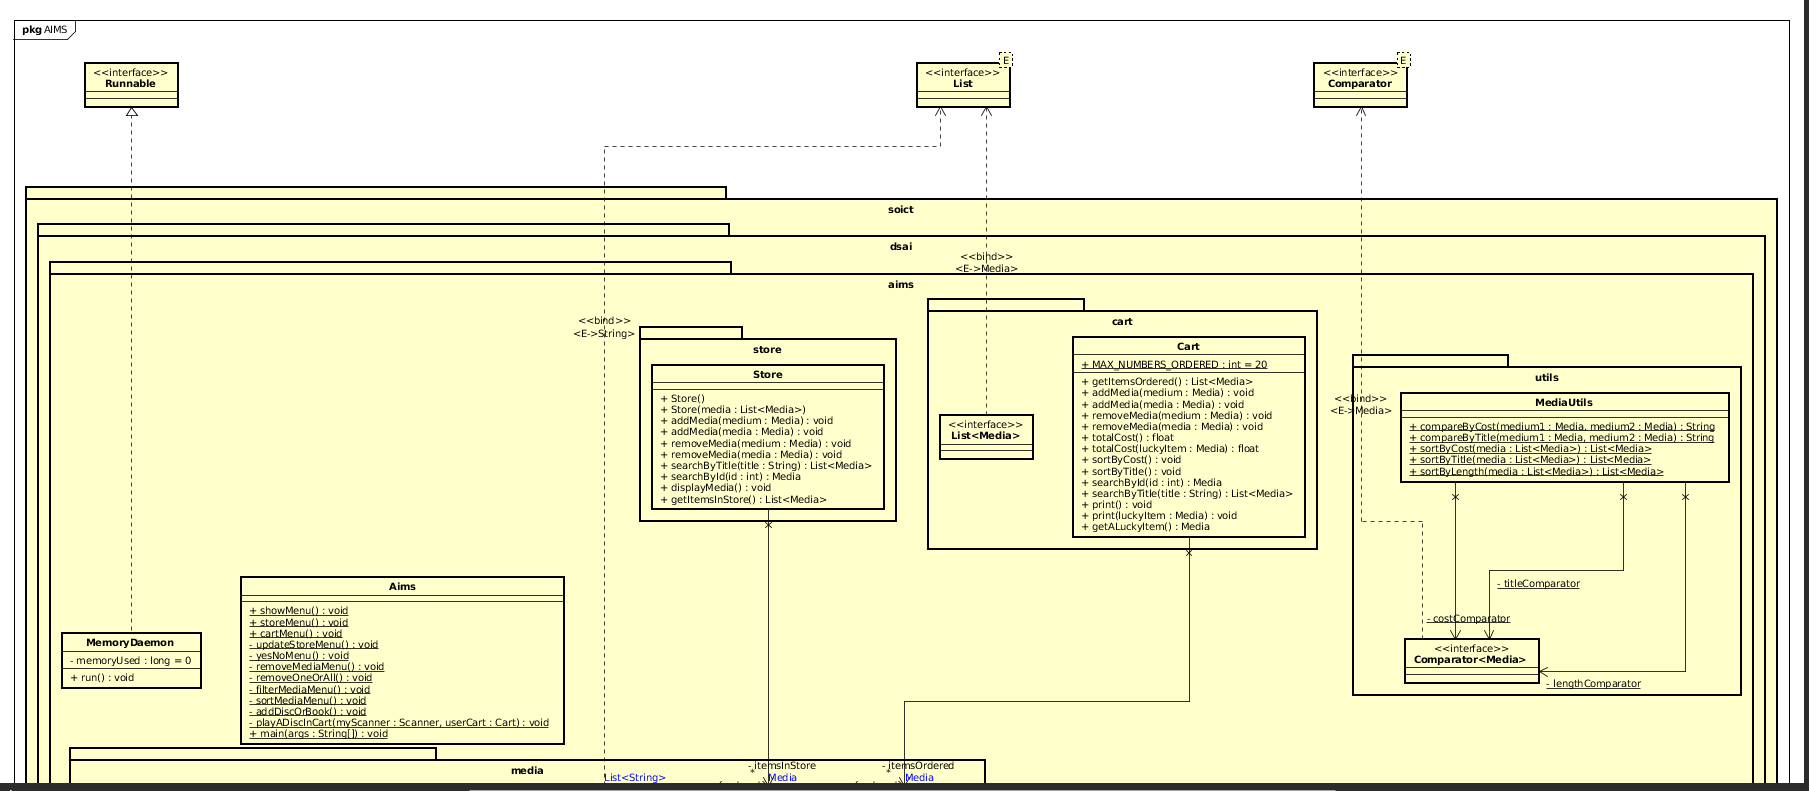 pkg AIMS
<<interface>>
Runnable
E
<<interface>>
List
E
<<interface>>
Comparator
soict
dsai
<<bind>>
<E->Media>
aims
<<bind>>
<E->String>
store
Store
+ Store()
+ Store(media : List<Media>)
+ addMedia(medium : Media) : void
+ addMedia(media : Media) : void
+ removeMedia(medium : Media) : void
+ removeMedia(media : Media) : void
+ searchByTitle(title : String) : List<Media>
+ searchById(id : int) : Media
+ displayMedia() : void
+ getItemsInStore() : List<Media>
cart
<<interface>>
List<Media>
Cart
+ MAX_NUMBERS_ORDERED : int = 20
+ getItemsOrdered() : List<Media>
+ addMedia(medium : Media) : void
+ addMedia(media : Media) : void
+ removeMedia(medium : Media) : void
+ removeMedia(media : Media) : void
+ totalCost() : float
+ totalCost(luckyItem : Media) : float
+ sortByCost() : void
+ sortByTitle() : void
+ searchById(id : int) : Media
+ searchByTitle(title : String) : List<Media>
+ print() : void
+ print(luckyItem : Media) : void
+ getALuckyItem() : Media
<<bind>>
<E->Media>
utils
MediaUtils
+ compareByCost(medium1 : Media, medium2 : Media) : String
+ compareByTitle(medium1 : Media, medium2 : Media) : String
+ sortByCost(media : List<Media>) : List<Media>
+ sortByTitle(media : List<Media>) : List<Media>
+ sortByLength(media : List<Media>) : List<Media>
- titleComparator
- costComparator
<<interface>>
Comparator<Media>
- lengthComparator
MemoryDaemon
- memoryUsed : long = 0
+ run() : void
Aims
+ showMenu() : void
+ storeMenu() : void
+ cartMenu() : void
- updateStoreMenu() : void
- yesNoMenu() : void
- removeMediaMenu() : void
- removeOneOrAll() : void
- filterMediaMenu() : void
- sortMediaMenu() : void
- addDiscOrBook() : void
- playADiscInCart(myScanner : Scanner, userCart : Cart) : void
+ main(args : String[]) : void
media
List<String>
- itemsInStore
*
Media
- itemsOrdered
*
Media